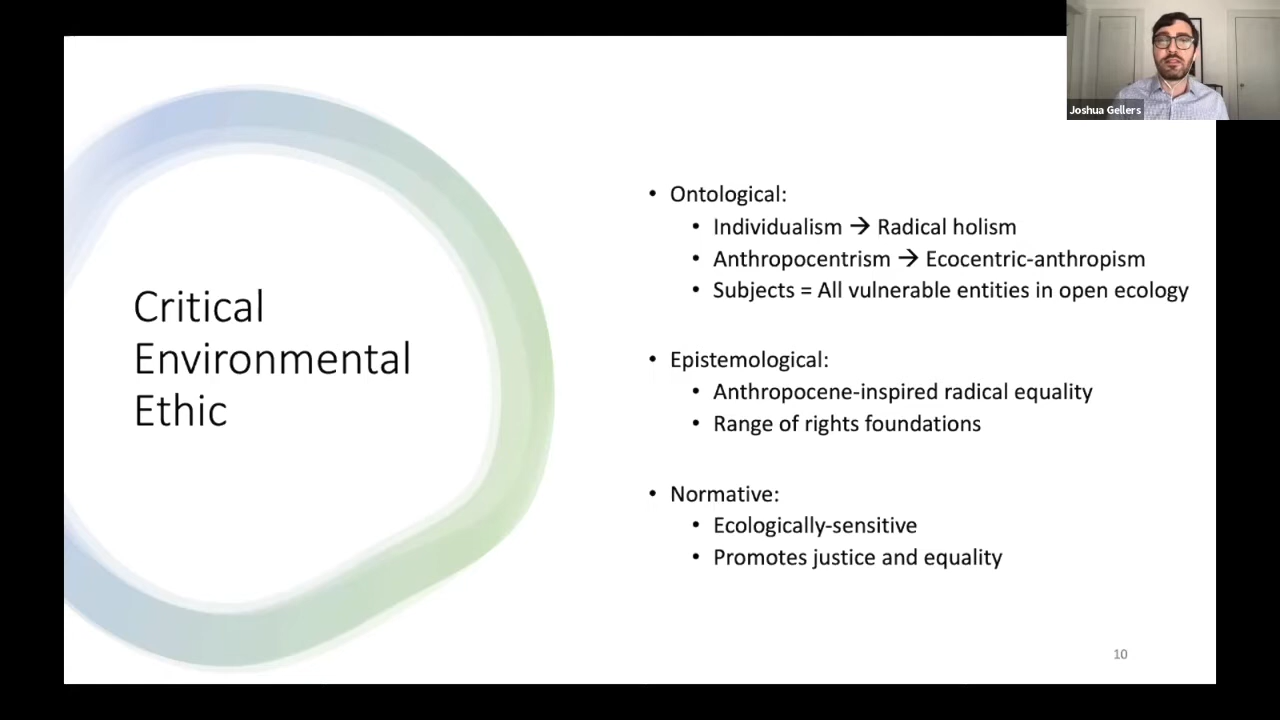 Joshua Gellers
Critical
Environmental
Ethic
• Ontological:
• Individualism → Radical holism
• Anthropocentrism → Ecocentric-anthropism
• Subjects = All vulnerable entities in open ecology
• Epistemological:
• Anthropocene-inspired radical equality
• Range of rights foundations
• Normative:
• Ecologically-sensitive
• Promotes justice and equality
10